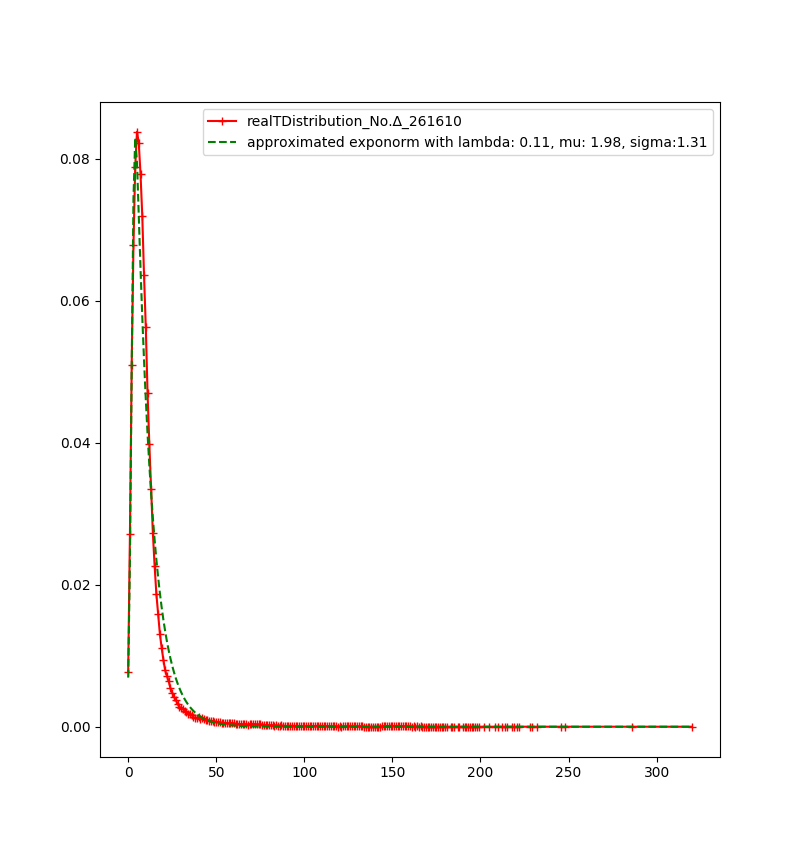 realTDistribution_No.Δ_261610
approximated exponorm with lambda: 0.11, mu: 1.98, sigma:1.31
0.08
0.06
0.04
0.02
0.00
0 50 100 150 200 250 300